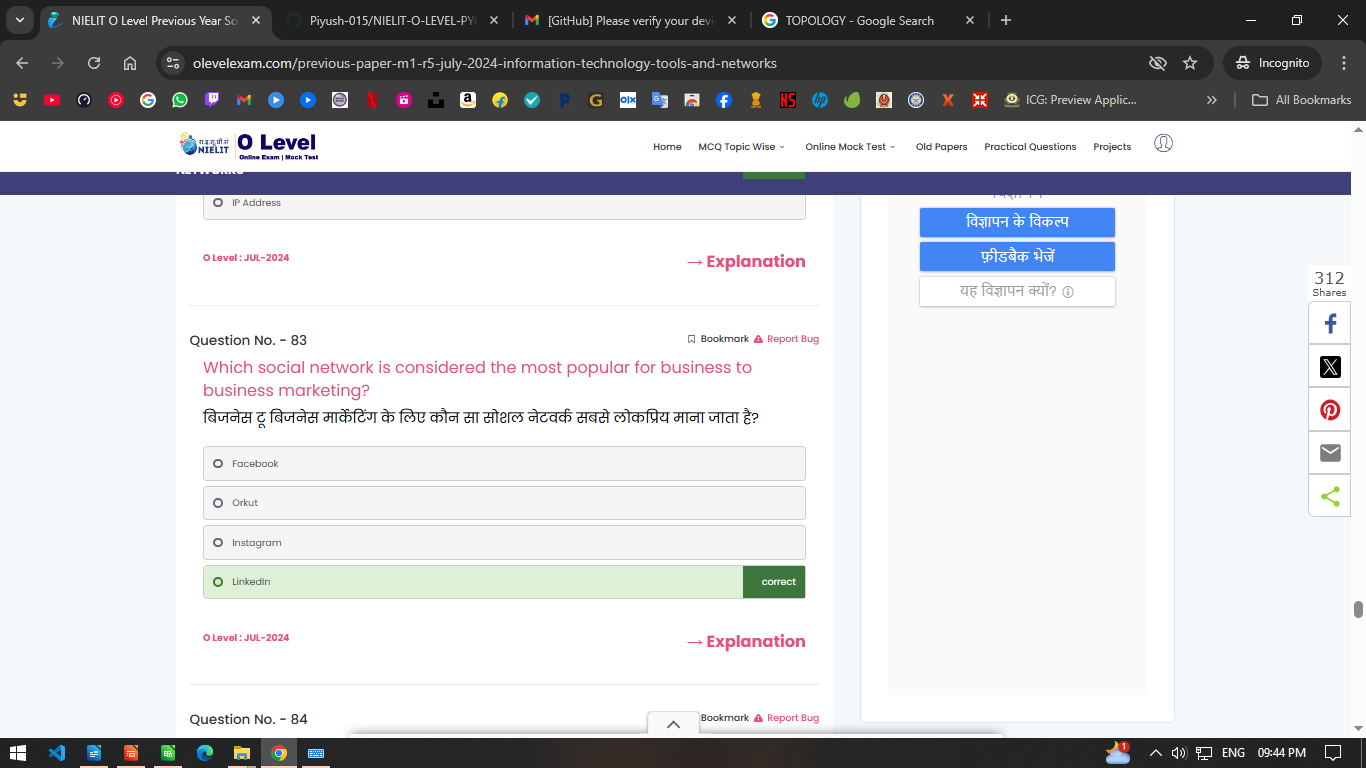 NIELIT O Level Previous Year So
Piyush-015/NIELIT-O-LEVEL-PYQ
[GitHub] Please verify your devi
TOPOLOGY - Google Search
olevelexam.com/previous-paper-m1-r5-july-2024-information-technology-tools-and-networks
Incognito
ICG: Preview Applic...
All Bookmarks
NIELIT
O Level
Online Exam | Mock Test
Home
MCQ Topic Wise
Online Mock Test
Old Papers
Practical Questions
Projects
NETWORKS
IP Address
O Level : JUL-2024
→ Explanation
Question No. - 83
Bookmark
Report Bug
Which social network is considered the most popular for business to
business marketing?
बिजनेस टू बिजनेस मार्केटिंग के लिए कौन सा सोशल नेटवर्क सबसे लोकप्रिय माना जाता है?
Facebook
Orkut
Instagram
LinkedIn
correct
O Level : JUL-2024
→ Explanation
Question No. - 84
Bookmark
Report Bug
विज्ञापन के विकल्प
फ़ीडबैक भेजें
यह विज्ञापन क्यों?
312
Shares
1
ENG
09:44 PM